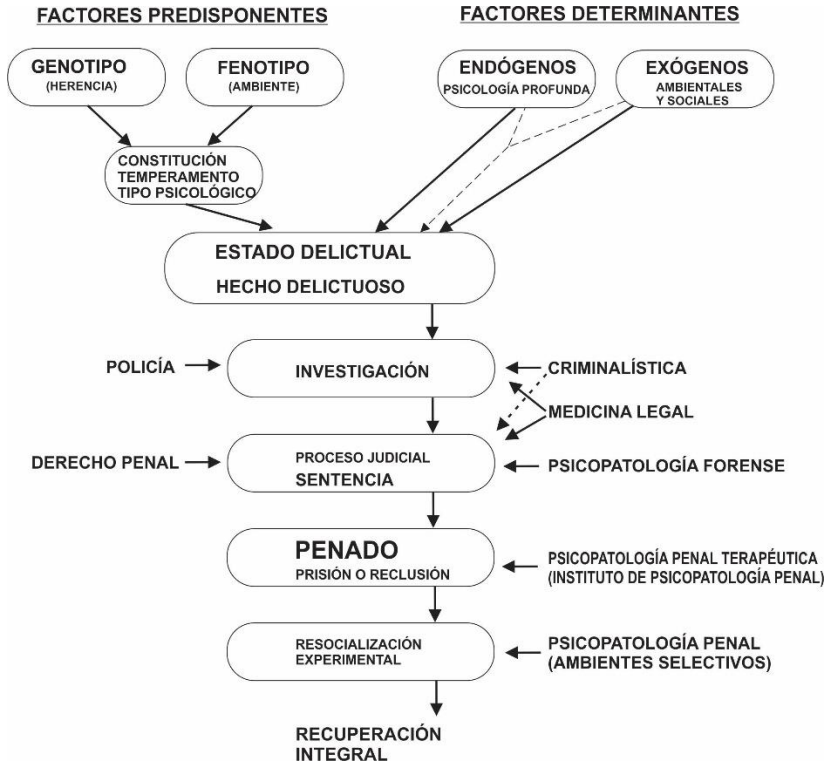 FACTORES PREDISPONENTES
FACTORES DETERMINANTES
GENOTIPO
(HERENCIA)
FENOTIPO
(AMBIENTE)
ENDÓGENOS
PSICOLOGÍA PROFUNDA
EXÓGENOS
AMBIENTALES
Y SOCIALES
CONSTITUCIÓN
TEMPERAMENTO
TIPO PSICOLÓGICO
ESTADO DELICTUAL
HECHO DELICTUOSO
POLICÍA
INVESTIGACIÓN
CRIMINALÍSTICA
MEDICINA LEGAL
DERECHO PENAL
PROCESO JUDICIAL
SENTENCIA
PSICOPATOLOGÍA FORENSE
PENADO
PRISIÓN O RECLUSIÓN
PSICOPATOLOGÍA PENAL TERAPÉUTICA
(INSTITUTO DE PSICOPATOLOGÍA PENAL)
RESOCIALIZACIÓN
EXPERIMENTAL
PSICOPATOLOGÍA PENAL
(AMBIENTES SELECTIVOS)
RECUPERACIÓN
INTEGRAL